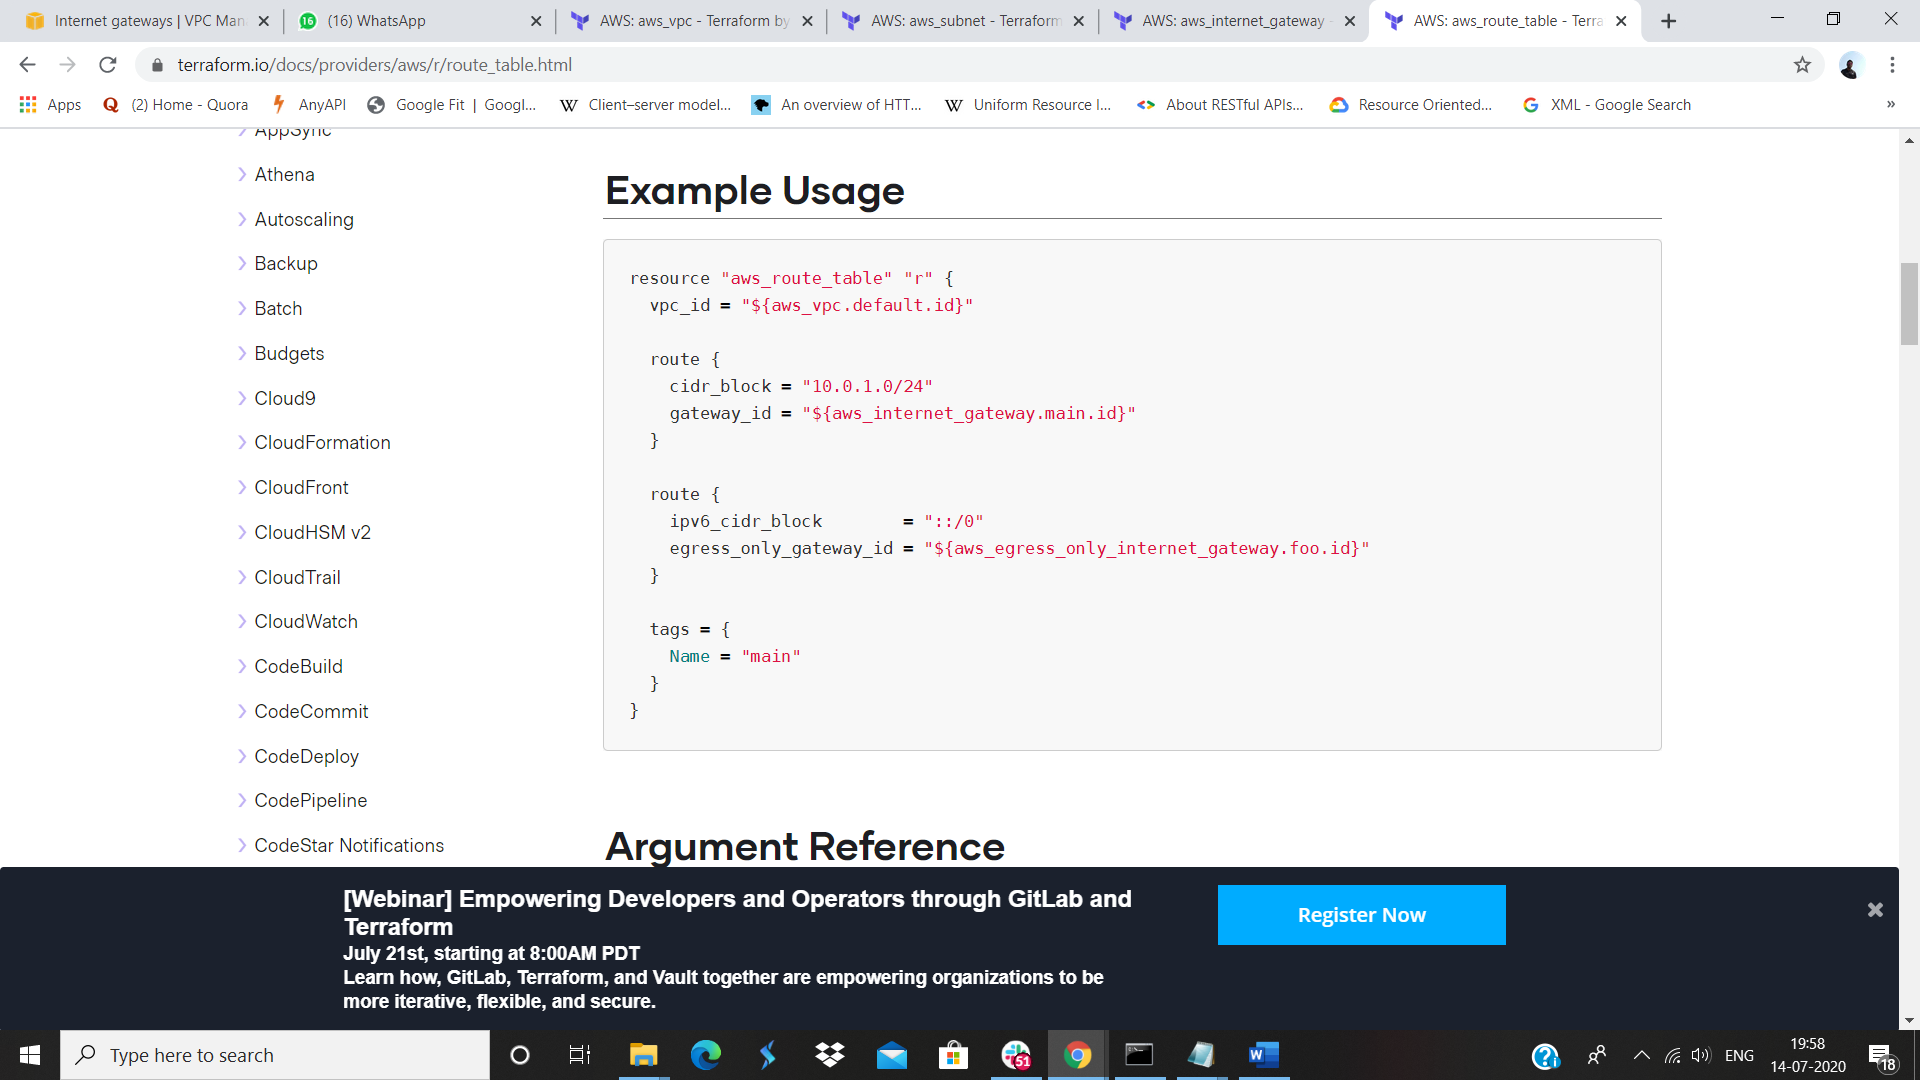 Internet gateways | VPC Man
(16) WhatsApp
AWS: aws_vpc - Terraform by
AWS: aws_subnet - Terraform
AWS: aws_internet_gateway -
AWS: aws_route_table - Terra
terraform.io/docs/providers/aws/r/route_table.html
Apps
(2) Home - Quora
AnyAPI
Google Fit | Googl...
Client–server model...
An overview of HTT...
Uniform Resource I...
About RESTful APIs...
Resource Oriented...
XML - Google Search
»
AppSync
Athena
Autoscaling
Backup
Batch
Budgets
Cloud9
CloudFormation
CloudFront
CloudHSM v2
CloudTrail
CloudWatch
CodeBuild
CodeCommit
CodeDeploy
CodePipeline
CodeStar Notifications
Example Usage
resource "aws_route_table" "r" {
vpc_id = "${aws_vpc.default.id}"
route {
cidr_block = "10.0.1.0/24"
gateway_id = "${aws_internet_gateway.main.id}"
}
route {
ipv6_cidr_block        = "::/0"
egress_only_gateway_id = "${aws_egress_only_internet_gateway.foo.id}"
}
tags = {
Name = "main"
}
}
Argument Reference
[Webinar] Empowering Developers and Operators through GitLab and
Terraform
July 21st, starting at 8:00AM PDT
Learn how, GitLab, Terraform, and Vault together are empowering organizations to be
more iterative, flexible, and secure.
Register Now
Type here to search
51
ENG
19:58
14-07-2020
18